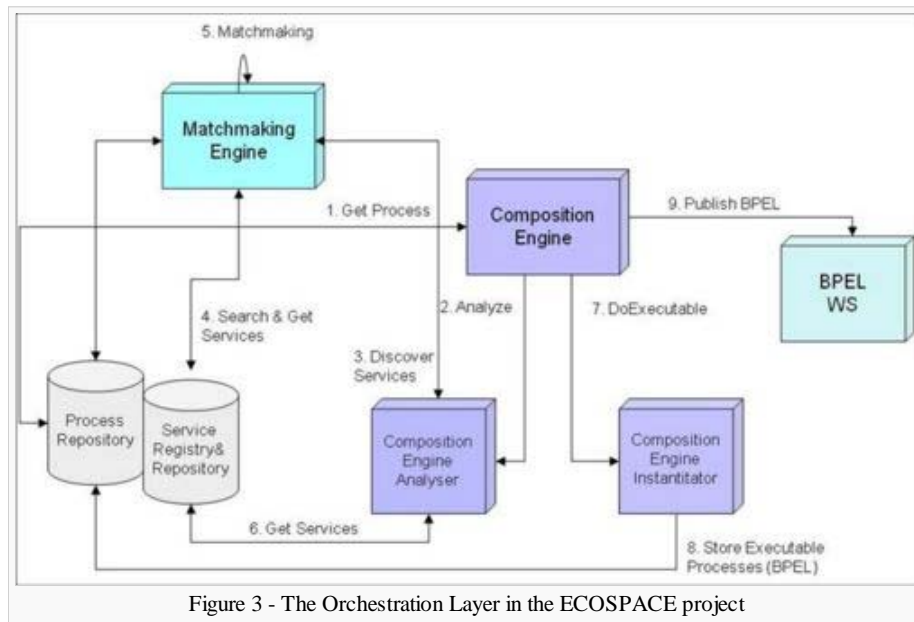 5. Matchmaking
Matchmaking
Engine
1. Get Process
Composition
Engine
9. Publish BPEL
BPEL
WS
4. Search & Get
Services
2. Analyze
7. DoExecutable
3. Discover
Services
Process
Repository
Service
Registry&
Repository
Composition
Engine
Analyser
Composition
Engine
Instantitator
6. Get Services
8. Store Executable
Processes (BPEL)
Figure 3 - The Orchestration Layer in the ECOSPACE project